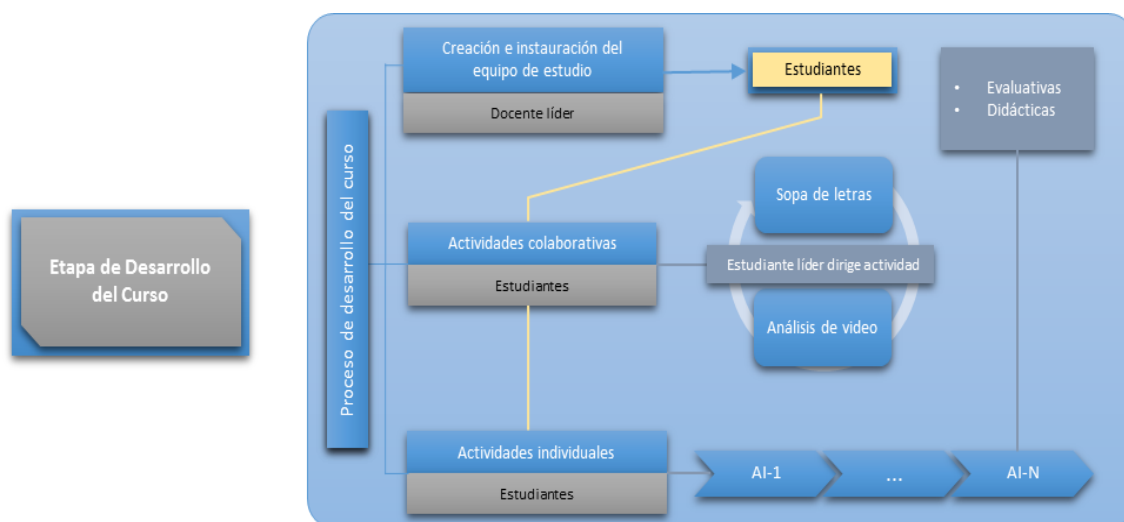 Etapa de Desarrollo
del Curso
Proceso de desarrollo del curso
Creación e instauración del
equipo de estudio
Docente líder
Estudiantes
• Evaluativas
• Didácticas
Actividades colaborativas
Estudiantes
Sopa de letras
Estudiante líder dirige actividad
Análisis de video
Actividades individuales
Estudiantes
AI-1
...
AI-N